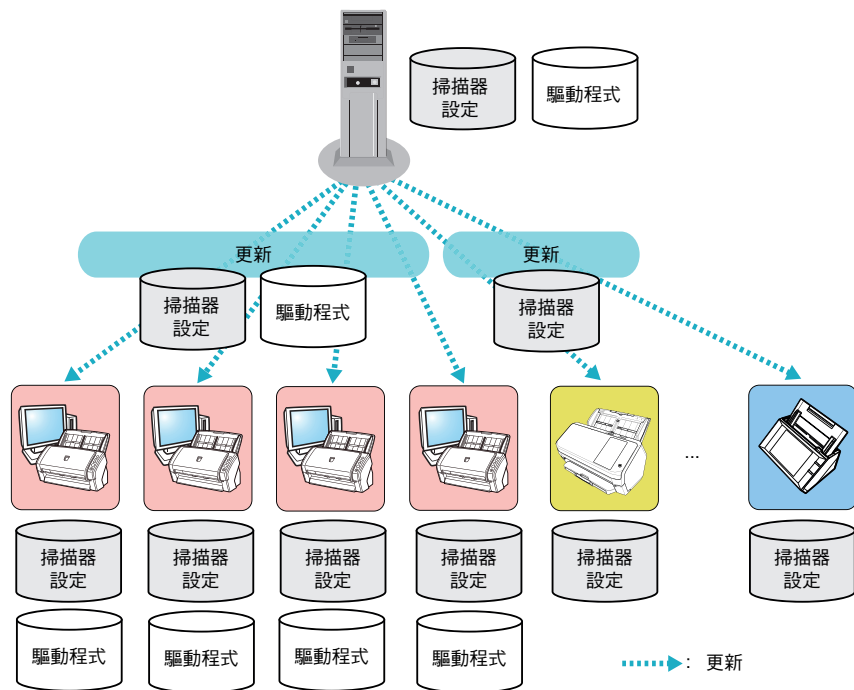 掃描器
設定
驅動程式
更新
更新
掃描器
設定
驅動程式
掃描器
設定
...
掃描器
設定
掃描器
設定
掃描器
設定
掃描器
設定
掃描器
設定
掃描器
設定
驅動程式
驅動程式
驅動程式
驅動程式
： 更新